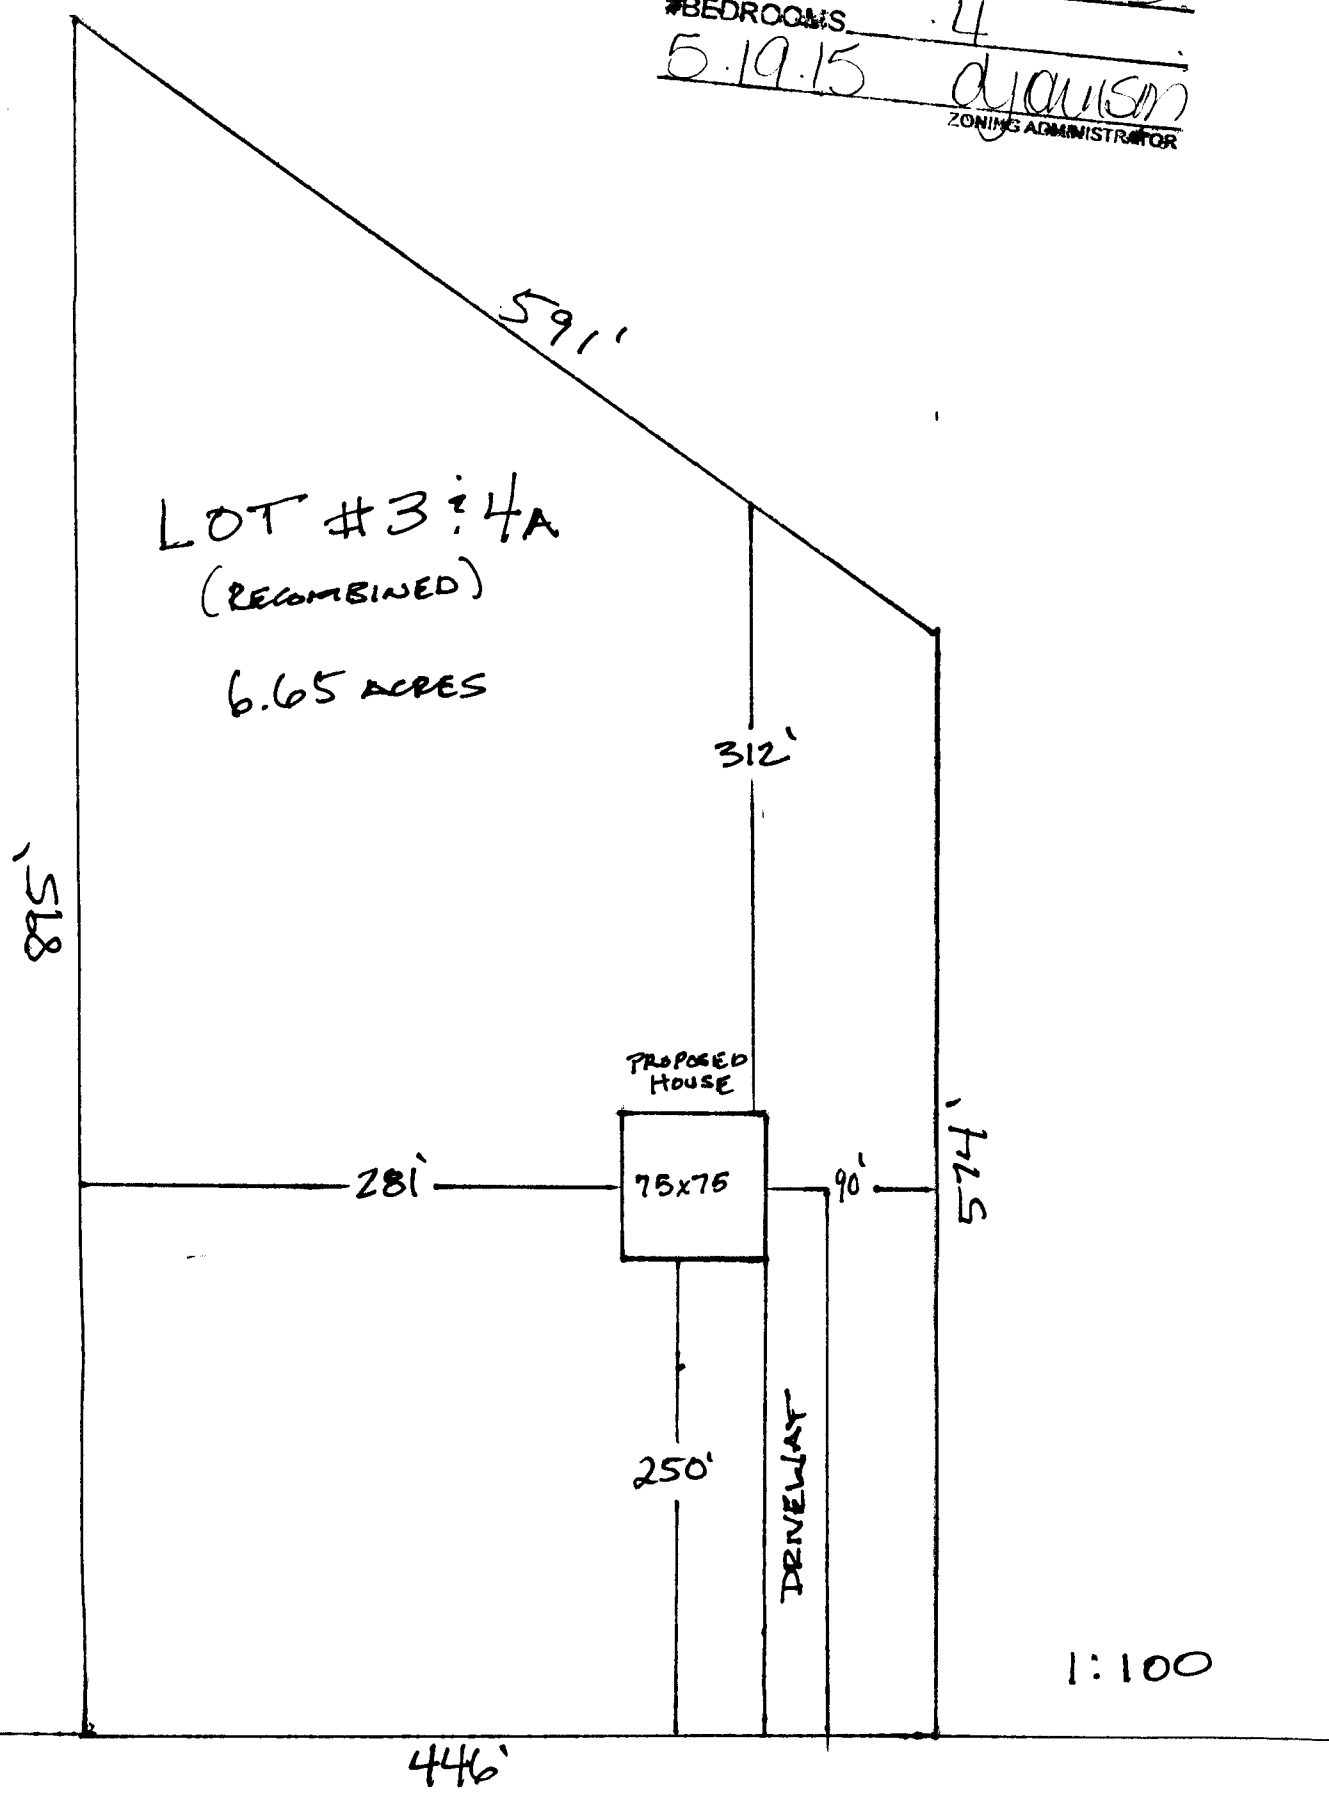 #BEDROOMS 4
5.19.15
ZONING ADMINISTRATOR
591'
LOT #3 & 4A
(RECOMBINED)
6.65 ACRES
312'
898'
PROPOSED
HOUSE
281'
75x75
90'
574'
250'
DRIVEWAY
1:100
446'